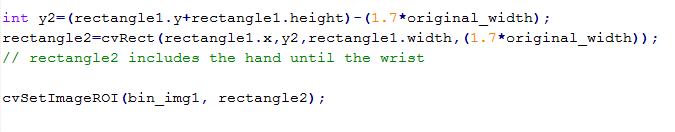 int y2=(rectangle1.y+rectangle1.height)-(1.7*original_width);
rectangle2=cvRect(rectangle1.x,y2,rectangle1.width,(1.7*original_width));
// rectangle2 includes the hand until the wrist
cvSetImageROI(bin_img1, rectangle2);